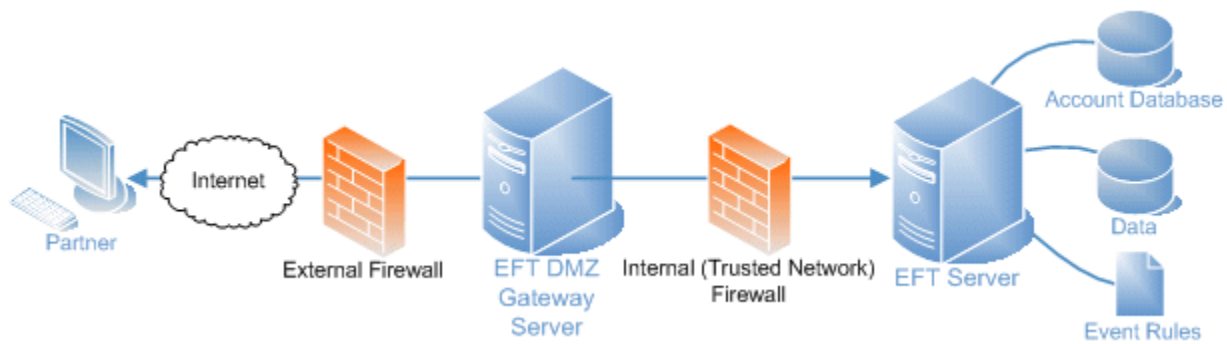 Partner
Internet
External Firewall
EFT DMZ
Gateway
Server
Internal (Trusted Network)
Firewall
EFT Server
Account Database
Data
Event Rules